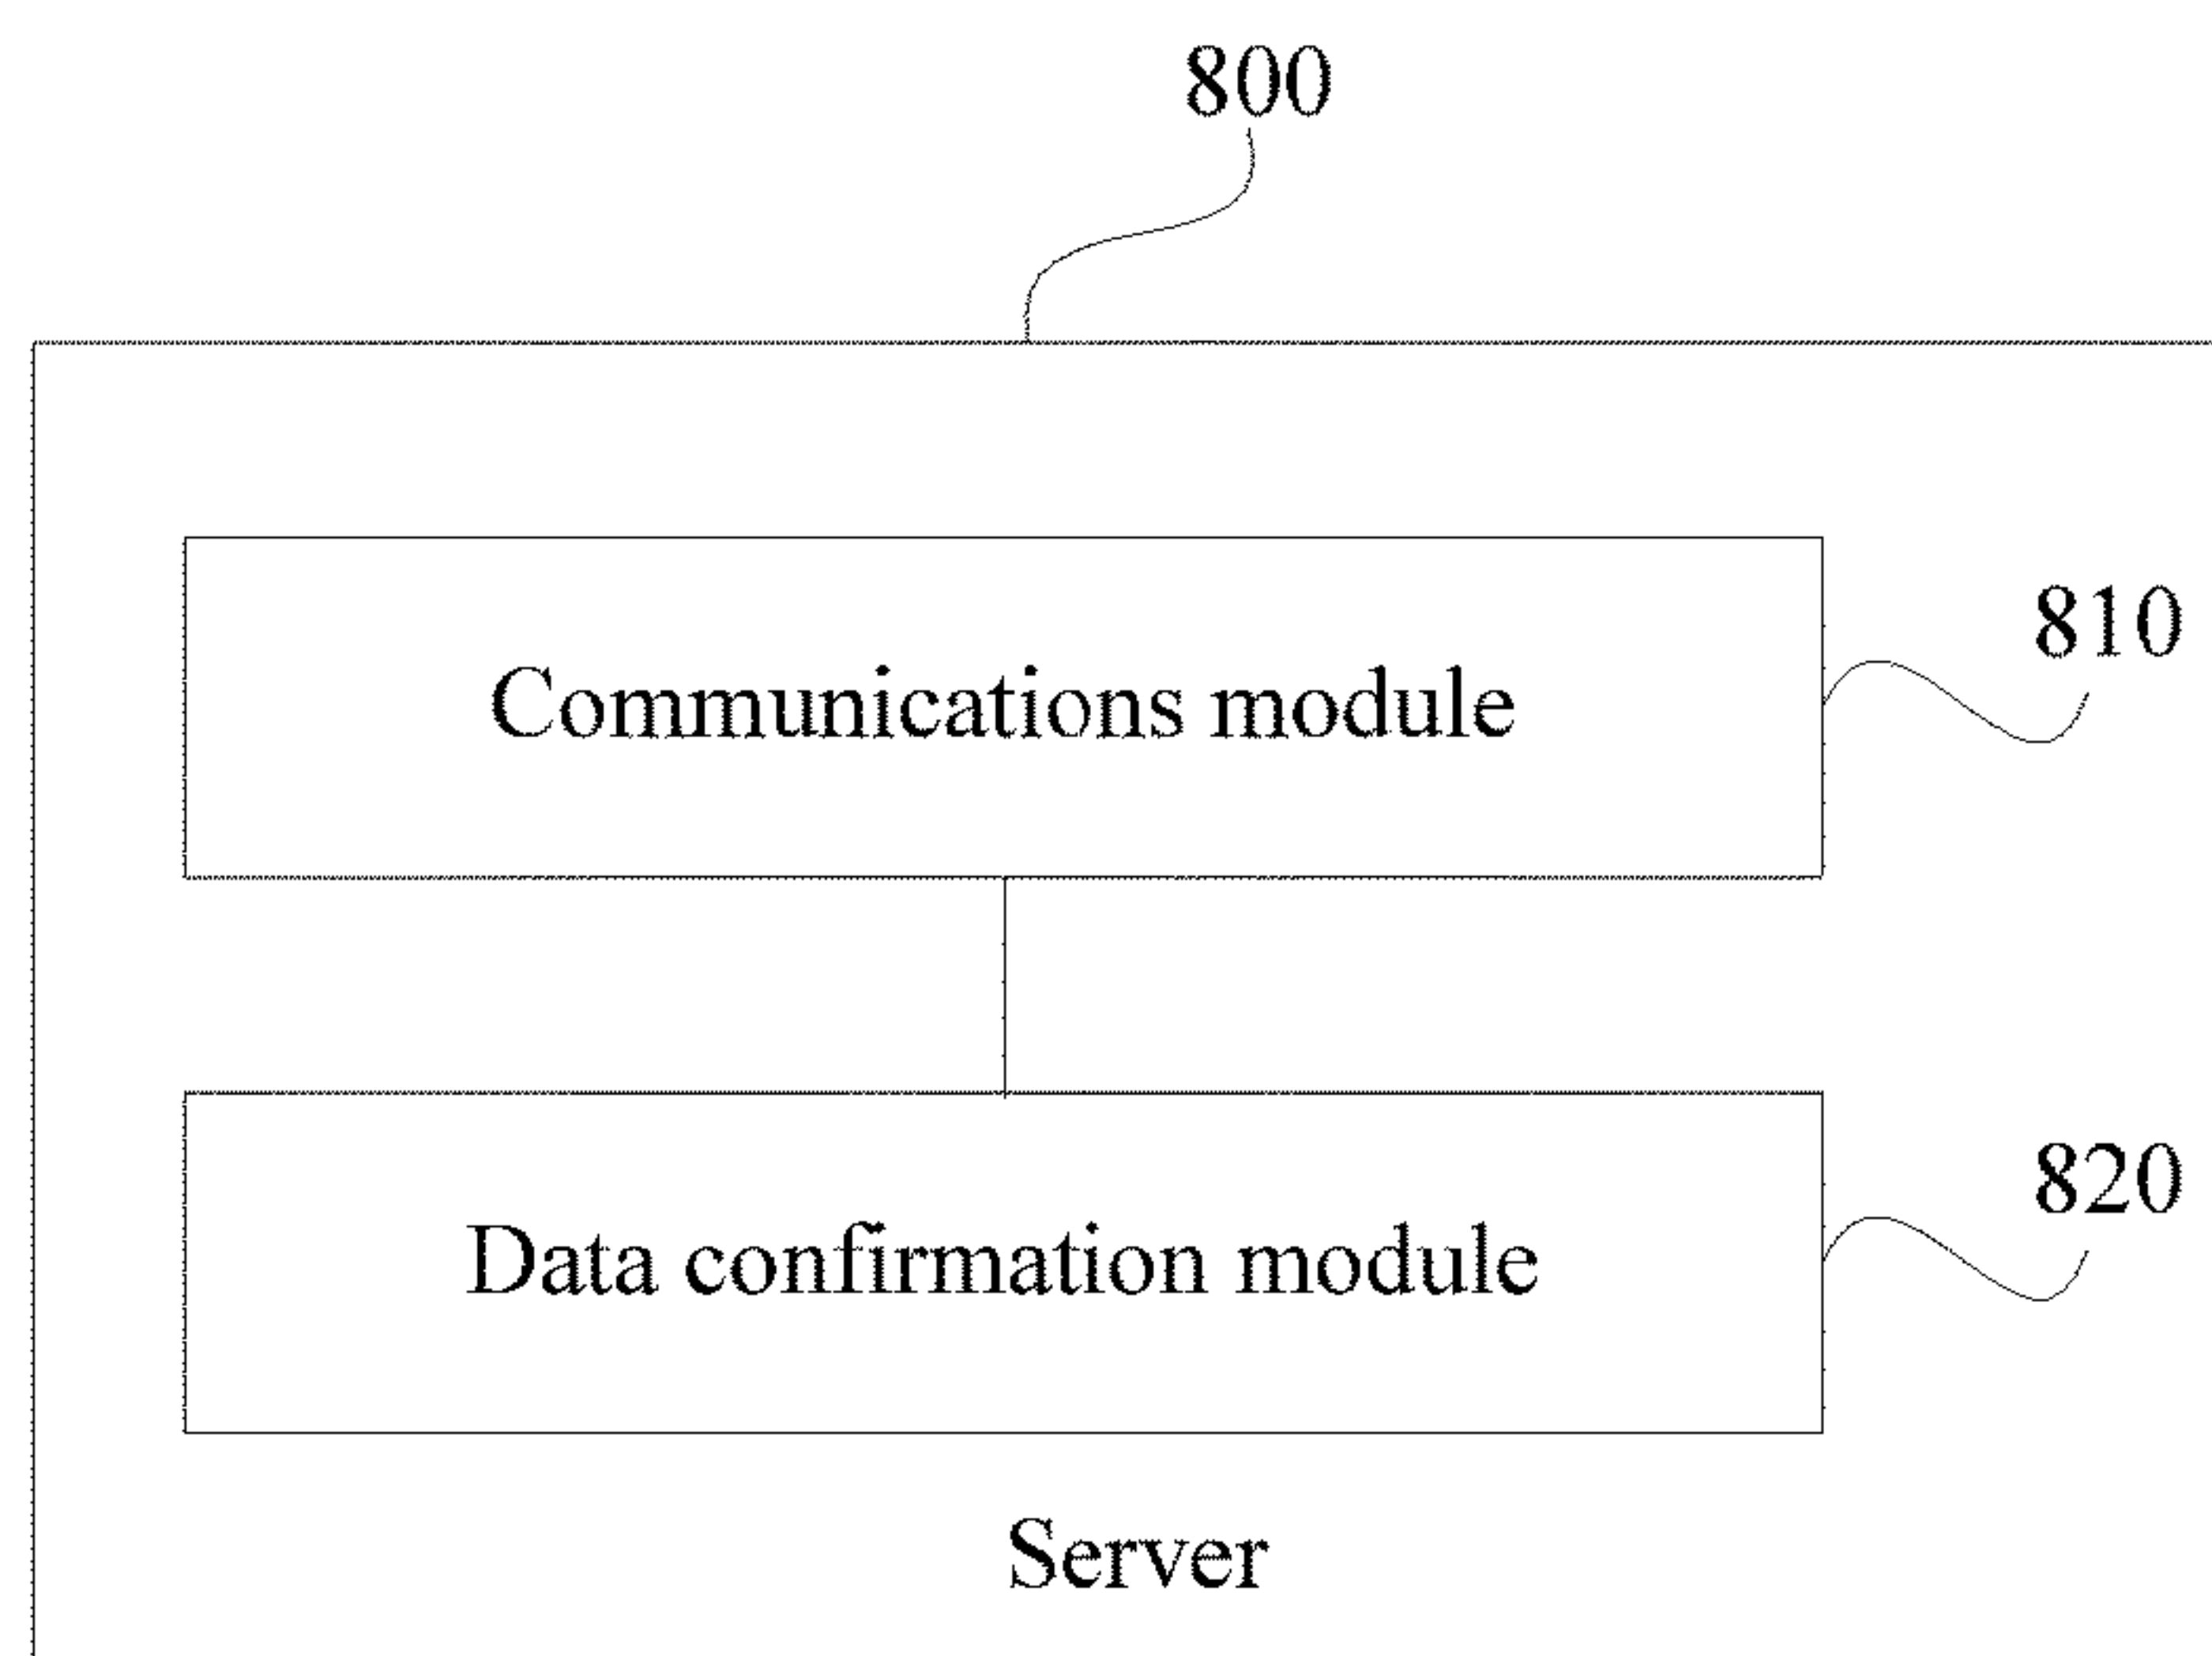 800
810
Communications module
820
Data confirmation module
Server